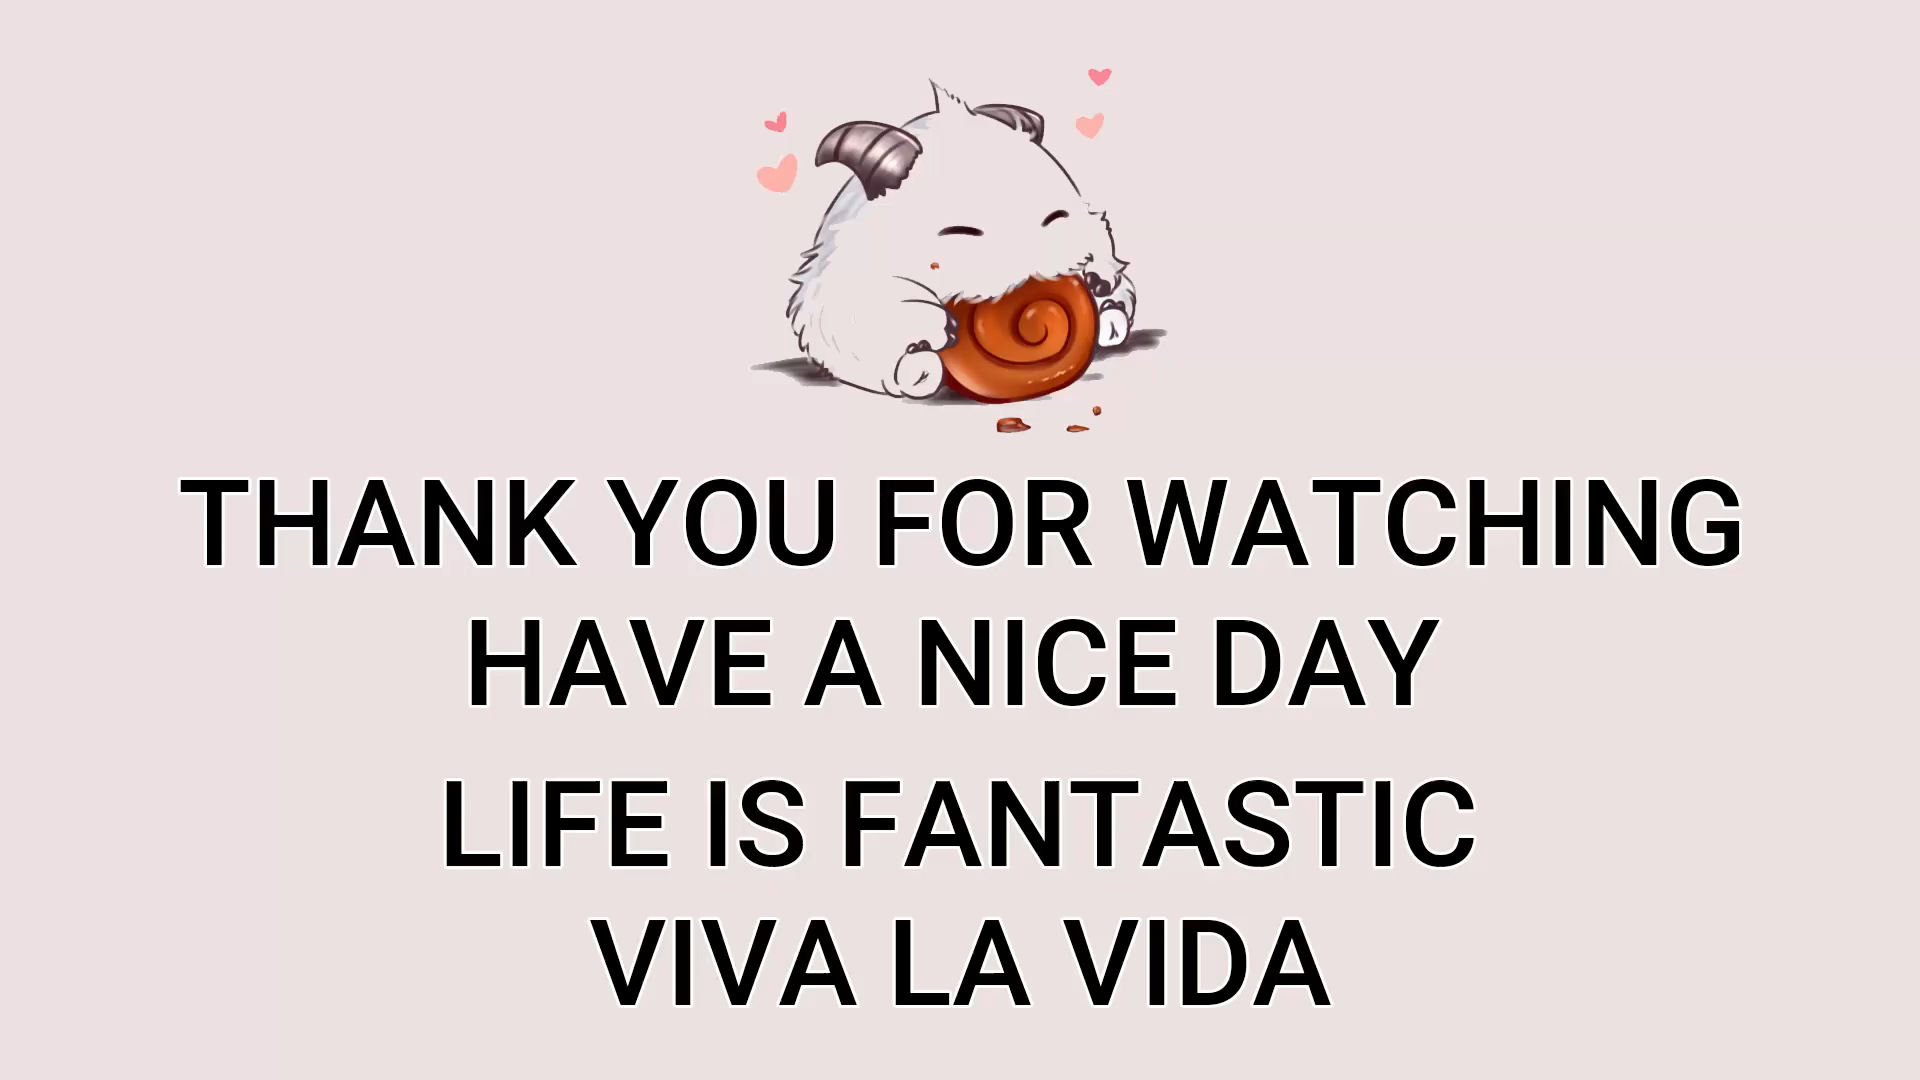 THANK YOU FOR WATCHING
HAVE A NICE DAY
LIFE IS FANTASTIC
VIVA LA VIDA